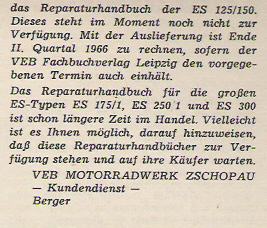 das Reparaturhandbuch der ES 125/150.
Dieses steht im Moment noch nicht zur
Verfügung. Mit der Auslieferung ist Ende
II. Quartal 1966 zu rechnen, sofern der
VEB Fachbuchverlag Leipzig den vorgege-
benen Termin auch einhält.
Das Reparaturhandbuch für die großen
ES-Typen ES 175/1, ES 250/1 und ES 300
ist schon längere Zeit im Handel. Vielleicht
ist es Ihnen möglich, darauf hinzuweisen,
daß diese Reparaturhandbücher zur Ver-
fügung stehen und auf ihre Käufer warten.
VEB MOTORRADWERK ZSCHOPAU
— Kundendienst —
Berger